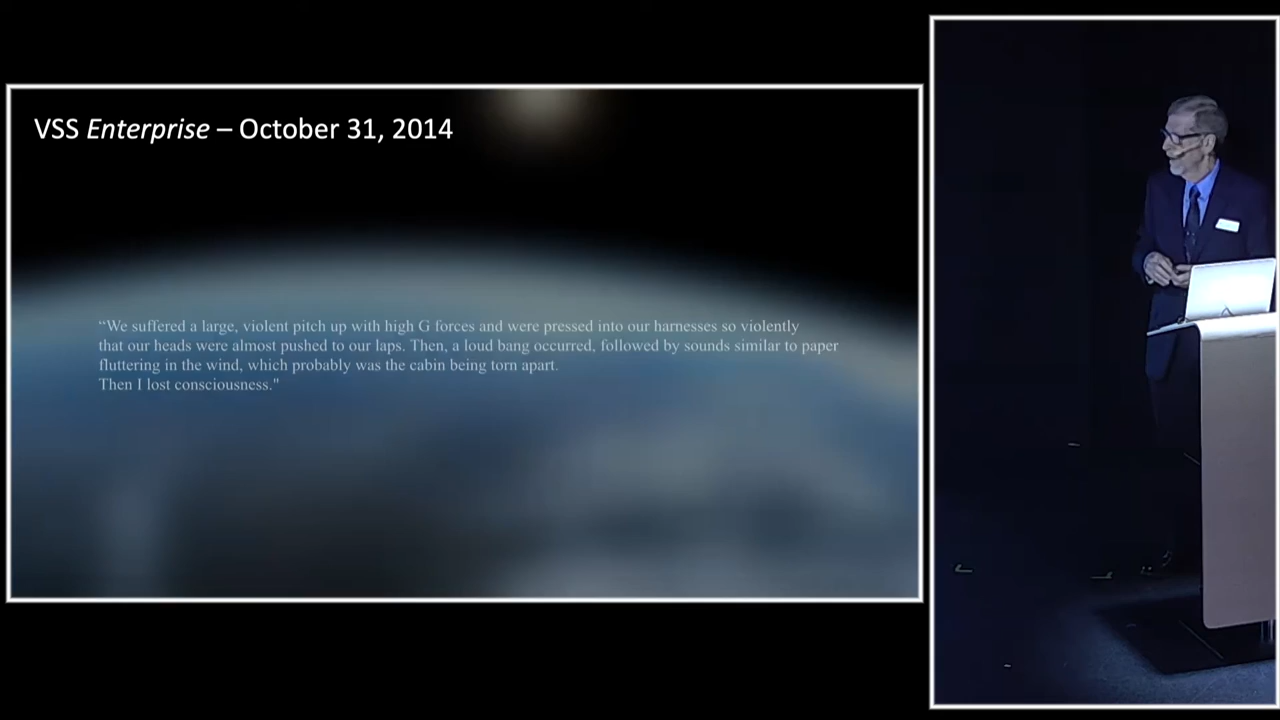 VSS Enterprise – October 31, 2014
“We suffered a large, violent pitch up with high G forces and were pressed into our harnesses so violently
that our heads were almost pushed to our laps. Then, a loud bang occurred, followed by sounds similar to paper
fluttering in the wind, which probably was the cabin being torn apart.
Then I lost consciousness."